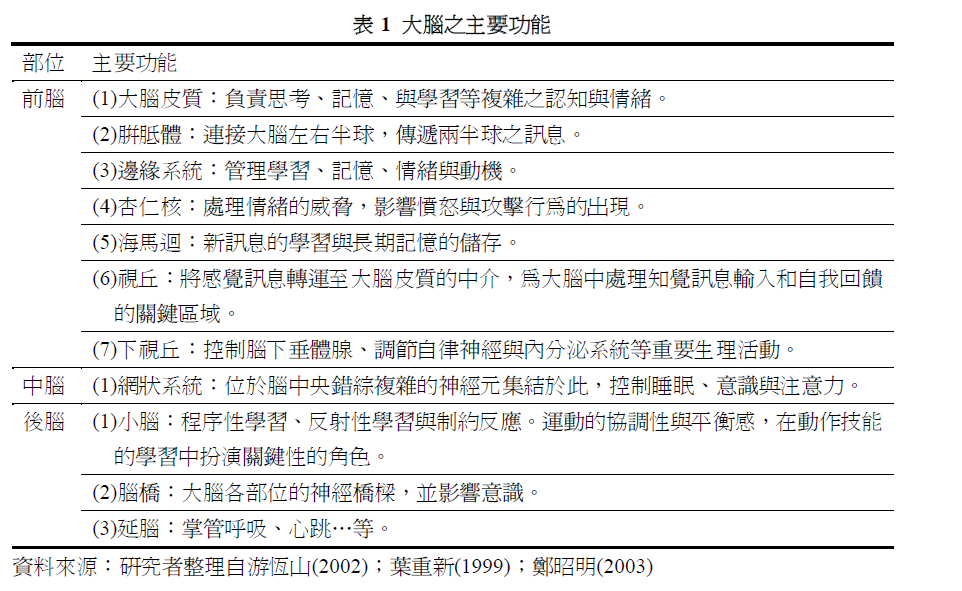 表 1 大腦之主要功能
部位 主要功能
前腦 (1)大腦皮質：負責思考、記憶、與學習等複雜之認知與情緒。
(2)胼胝體：連接大腦左右半球，傳遞兩半球之訊息。
(3)邊緣系統：管理學習、記憶、情緒與動機。
(4)杏仁核：處理情緒的威脅，影響憤怒與攻擊行為的出現。
(5)海馬迴：新訊息的學習與長期記憶的儲存。
(6)視丘：將感覺訊息轉運至大腦皮質的中介，為大腦中處理知覺訊息輸入和自我回饋
的關鍵區域。
(7)下視丘：控制腦下垂體腺、調節自律神經與內分泌系統等重要生理活動。
中腦 (1)網狀系統：位於腦中央錯綜複雜的神經元集結於此，控制睡眠、意識與注意力。
後腦 (1)小腦：程序性學習、反射性學習與制約反應。運動的協調性與平衡感，在動作技能
的學習中扮演關鍵性的角色。
(2)腦橋：大腦各部位的神經橋樑，並影響意識。
(3)延腦：掌管呼吸、心跳…等。
資料來源：研究者整理自游恆山(2002)；葉重新(1999)；鄭昭明(2003)